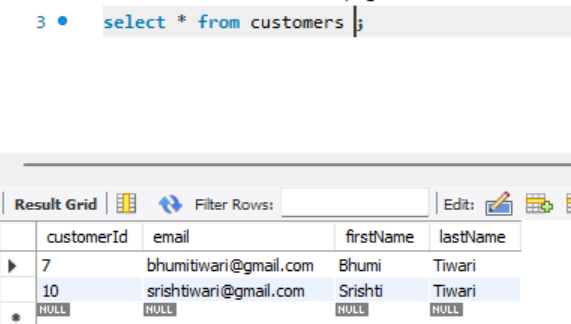 3 select * from customers ;
Result Grid Filter Rows: Edit:
customerId email firstName lastName
7 bhumitiwari@gmail.com Bhumi Tiwari
10 srishtiwari@gmail.com Srishti Tiwari
NULL NULL NULL NULL